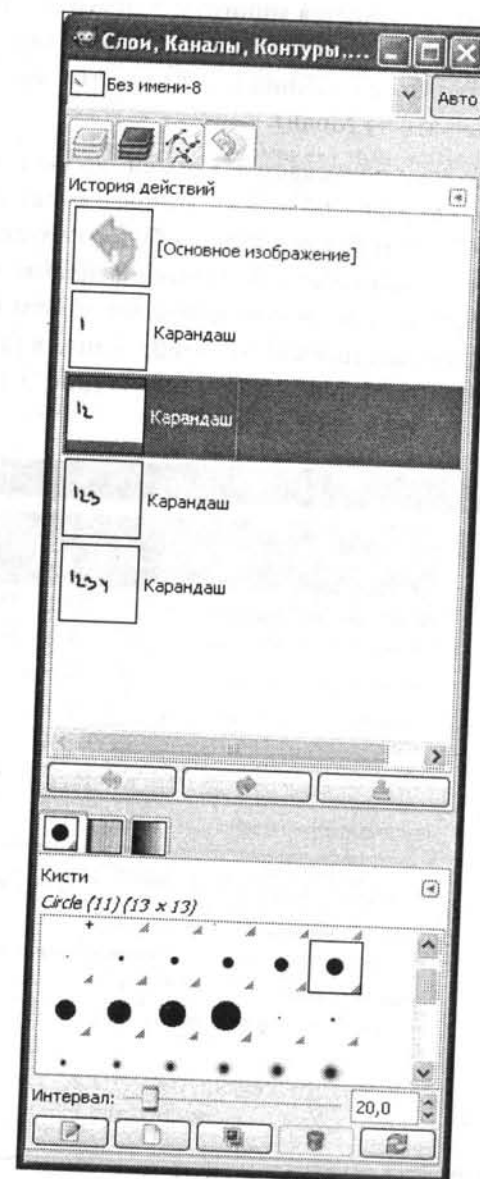 Слои, Каналы, Контуры....
Без имени-8
Авто
История действий
[Основное изображение]
1
Карандаш
12
Карандаш
123
Карандаш
1234
Карандаш
Кисти
Circle (11) (13 x 13)
Интервал:
20,0